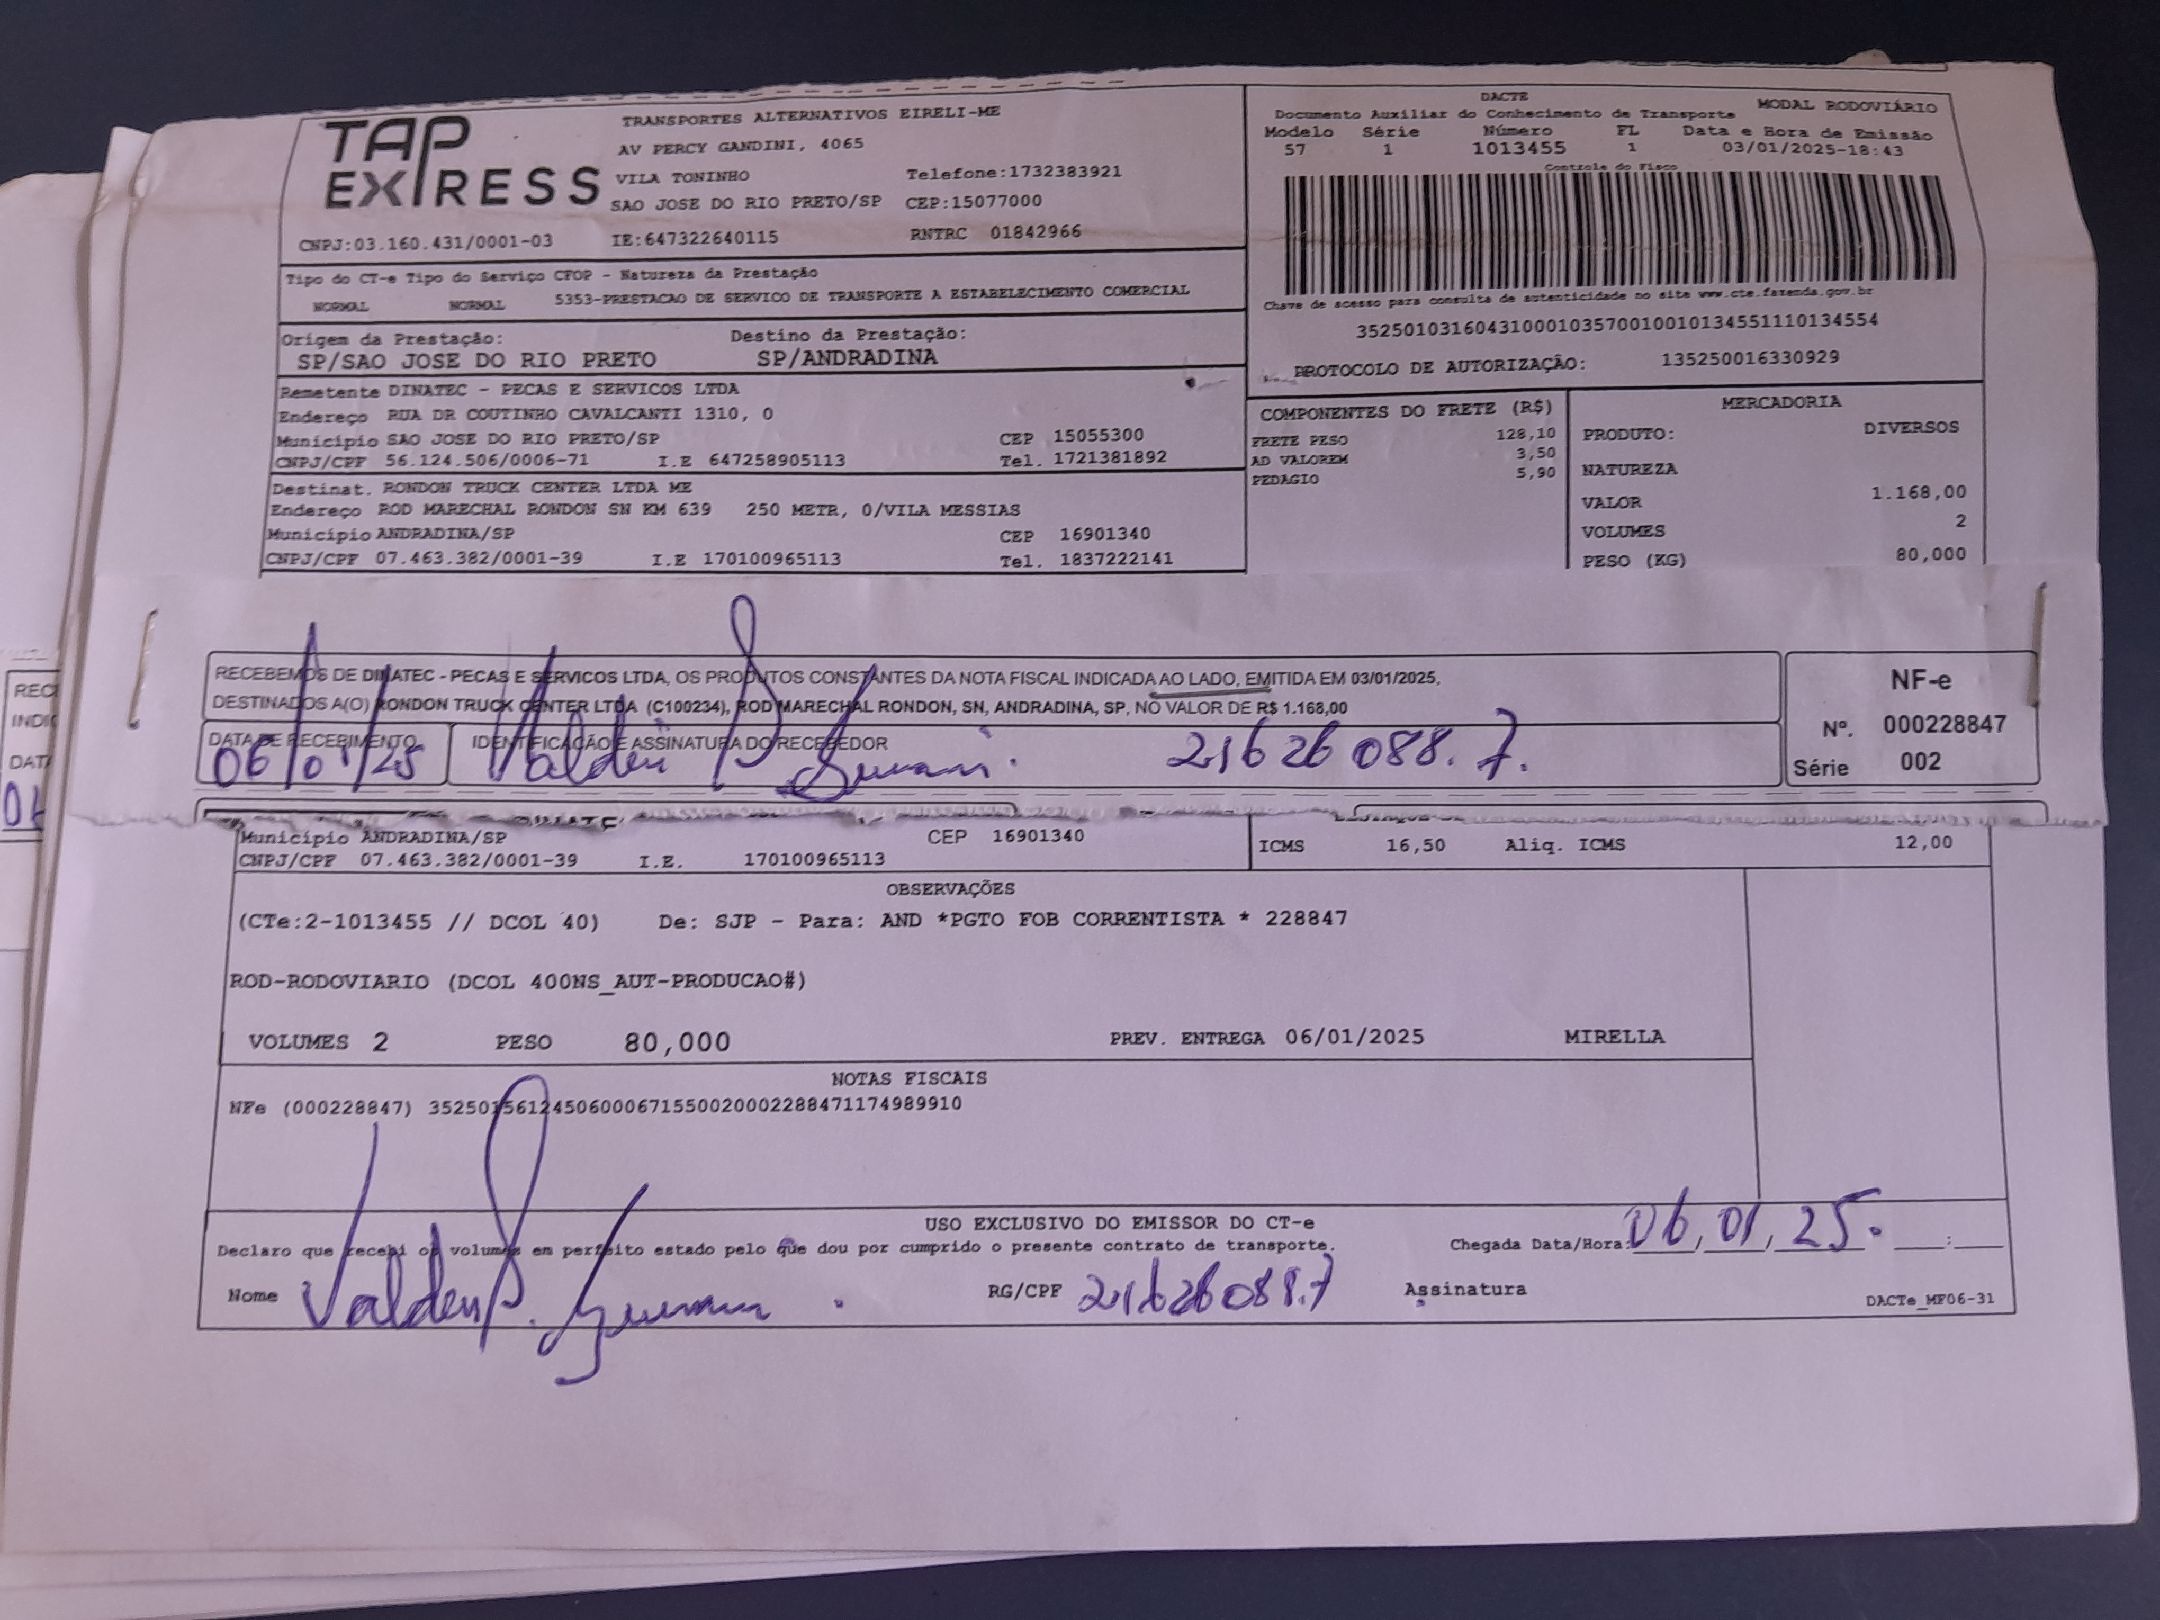 TAP EXPRESS
TRANSPORTES ALTERNATIVOS EIRELI-ME
AV PERCY GANDINI, 4065
VILA TONINHO Telefone:1732383921
SAO JOSE DO RIO PRETO/SP CEP:15077000
CNPJ:03.160.431/0001-03 IE:647322640115 RNTRC 01842966
DACTE
Documento Auxiliar do Conhecimento de Transporte MODAL RODOVIÁRIO
Modelo Série Número FL Data e Hora de Emissão
57 1 1013455 1 03/01/2025-18:43
Controle do Fisco
Chave de acesso para consulta de autenticidade no site www.cte.fazenda.gov.br
35250103160431000103570010010134551110134554
PROTOCOLO DE AUTORIZAÇÃO: 135250016330929
Tipo do CT-e Tipo do Serviço CFOP - Natureza da Prestação
NORMAL NORMAL 5353-PRESTACAO DE SERVICO DE TRANSPORTE A ESTABELECIMENTO COMERCIAL
Origem da Prestação: Destino da Prestação:
SP/SAO JOSE DO RIO PRETO SP/ANDRADINA
Remetente DINATEC - PECAS E SERVICOS LTDA
Endereço RUA DR COUTINHO CAVALCANTI 1310, 0
Município SAO JOSE DO RIO PRETO/SP CEP 15055300
CNPJ/CPF 56.124.506/0006-71 I.E 647258905113 Tel. 1721381892
Destinat. RONDON TRUCK CENTER LTDA ME
Endereço ROD MARECHAL RONDON SN KM 639 250 METR, 0/VILA MESSIAS
Município ANDRADINA/SP CEP 16901340
CNPJ/CPF 07.463.382/0001-39 I.E 170100965113 Tel. 1837222141
COMPONENTES DO FRETE (R$)
FRETE PESO 128,10
AD VALOREM 3,50
PEDAGIO 5,90
MERCADORIA
PRODUTO: DIVERSOS
NATUREZA
VALOR 1.168,00
VOLUMES 2
PESO (KG) 80,000
RECEBEMOS DE DINATEC - PECAS E SERVICOS LTDA, OS PRODUTOS CONSTANTES DA NOTA FISCAL INDICADA AO LADO, EMITIDA EM 03/01/2025,
DESTINADOS A(O) RONDON TRUCK CENTER LTDA (C100234), ROD MARECHAL RONDON, SN, ANDRADINA, SP, NO VALOR DE R$ 1.168,00
DATA DE RECEBIMENTO IDENTIFICAÇÃO E ASSINATURA DO RECEBEDOR
06/01/25 21626088.7.
NF-e
Nº. 000228847
Série 002
Município ANDRADINA/SP CEP 16901340
CNPJ/CPF 07.463.382/0001-39 I.E. 170100965113
ICMS 16,50 Aliq. ICMS 12,00
OBSERVAÇÕES
(CTe:2-1013455 // DCOL 40) De: SJP - Para: AND *PGTO FOB CORRENTISTA * 228847
ROD-RODOVIARIO (DCOL 400NS_AUT-PRODUCAO#)
VOLUMES 2 PESO 80,000 PREV. ENTREGA 06/01/2025 MIRELLA
NOTAS FISCAIS
NFe (000228847) 35250156124506000671550020002288471174989910
USO EXCLUSIVO DO EMISSOR DO CT-e
Declaro que recebi os volumes em perfeito estado pelo que dou por cumprido o presente contrato de transporte.
Chegada Data/Hora: 06,01,25. :
Nome RG/CPF 21626088.7 Assinatura
DACTe_MF06-31
REC
INDI
DAT